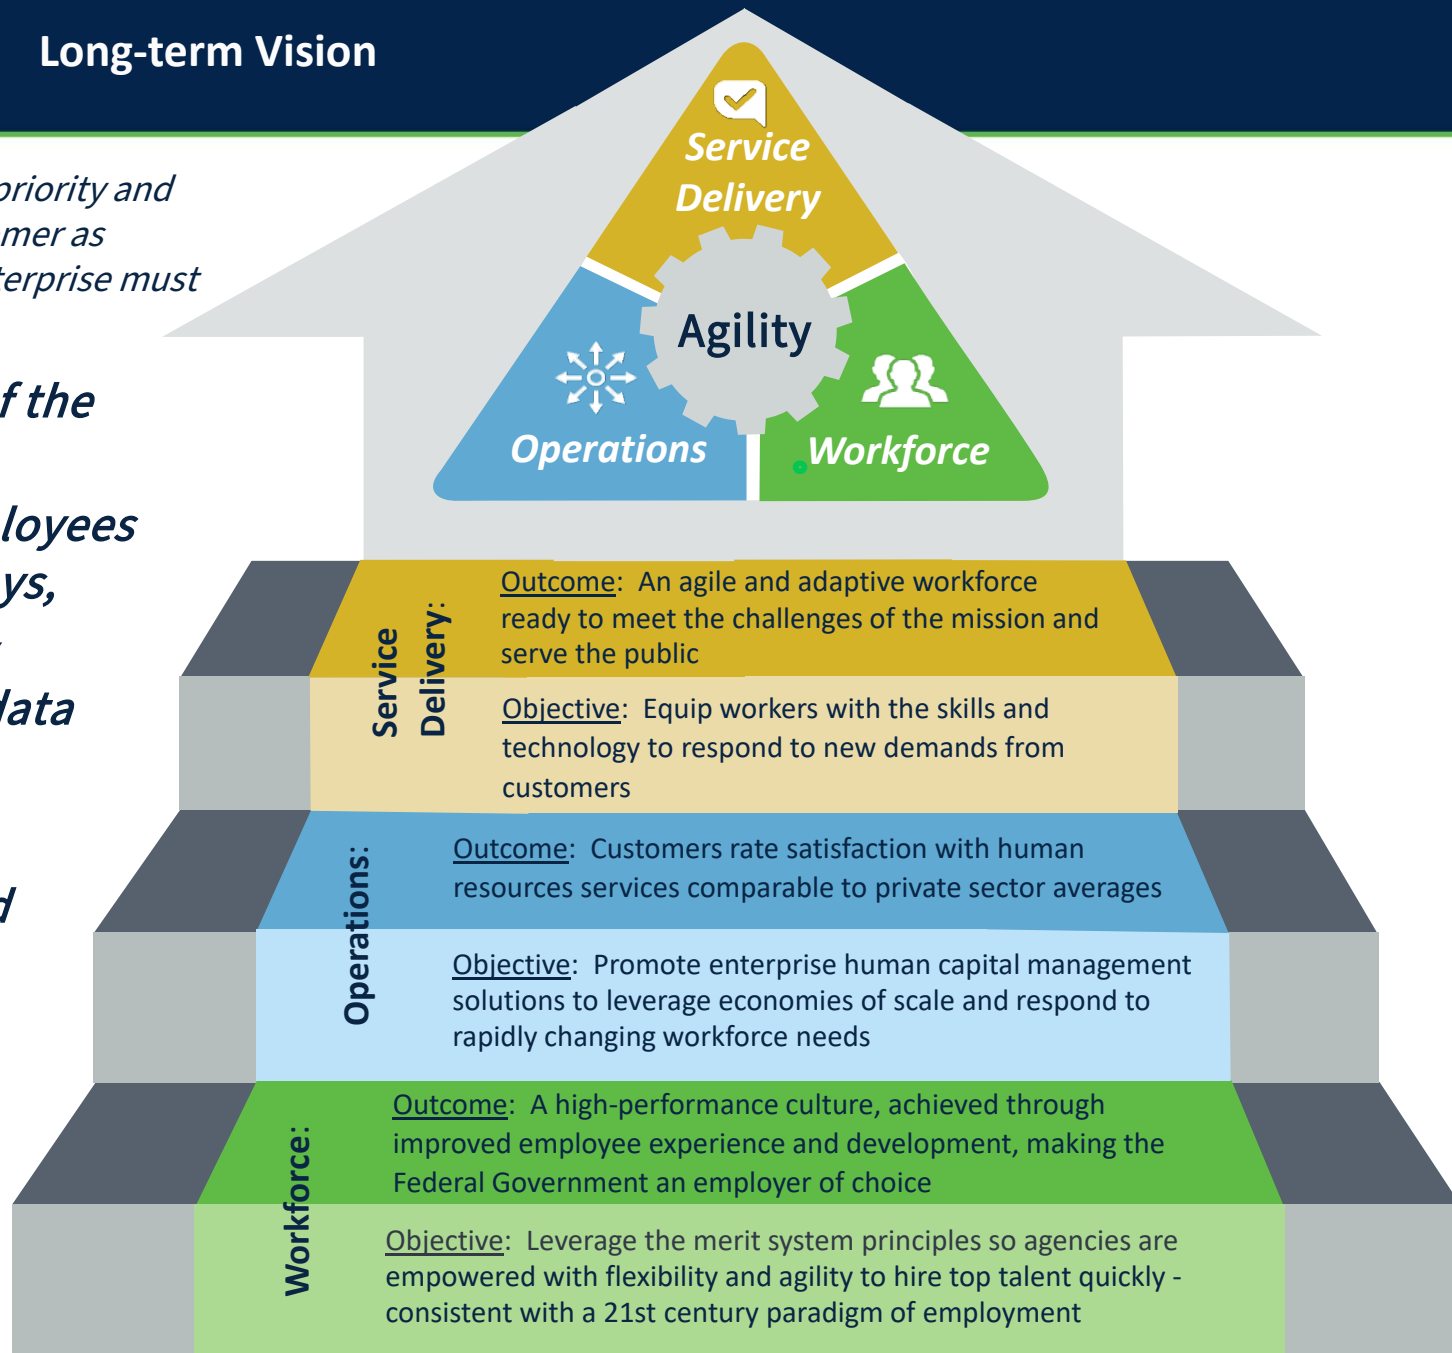 Long-term Vision
priority and
mer as
terprise must
f the
loyees
ys,
data
d
Service
Delivery
Agility
Operations
Workforce
Service
Delivery:
Outcome: An agile and adaptive workforce
ready to meet the challenges of the mission and
serve the public
Objective: Equip workers with the skills and
technology to respond to new demands from
customers
Operations:
Outcome: Customers rate satisfaction with human
resources services comparable to private sector averages
Objective: Promote enterprise human capital management
solutions to leverage economies of scale and respond to
rapidly changing workforce needs
Workforce:
Outcome: A high-performance culture, achieved through
improved employee experience and development, making the
Federal Government an employer of choice
Objective: Leverage the merit system principles so agencies are
empowered with flexibility and agility to hire top talent quickly -
consistent with a 21st century paradigm of employment